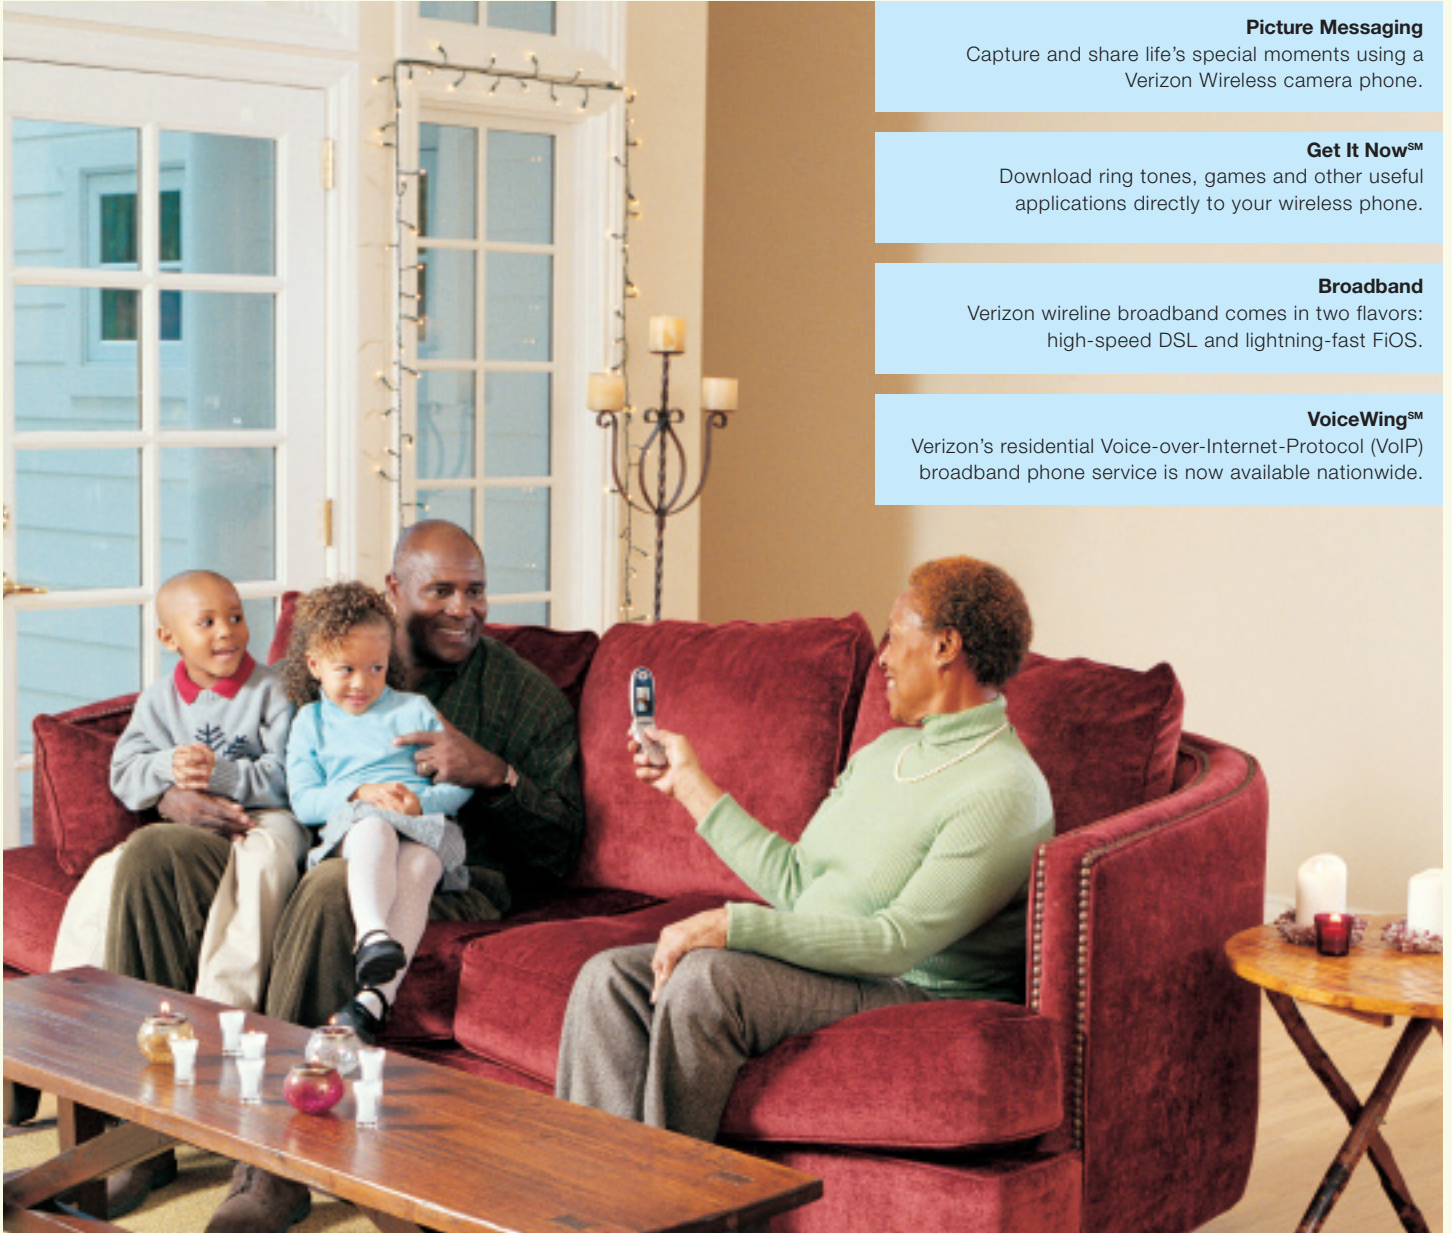 Picture Messaging
Capture and share life's special moments using a
Verizon Wireless camera phone.
Get It Now℠
Download ring tones, games and other useful
applications directly to your wireless phone.
Broadband
Verizon wireline broadband comes in two flavors:
high-speed DSL and lightning-fast FiOS.
VoiceWing℠
Verizon's residential Voice-over-Internet-Protocol (VoIP)
broadband phone service is now available nationwide.